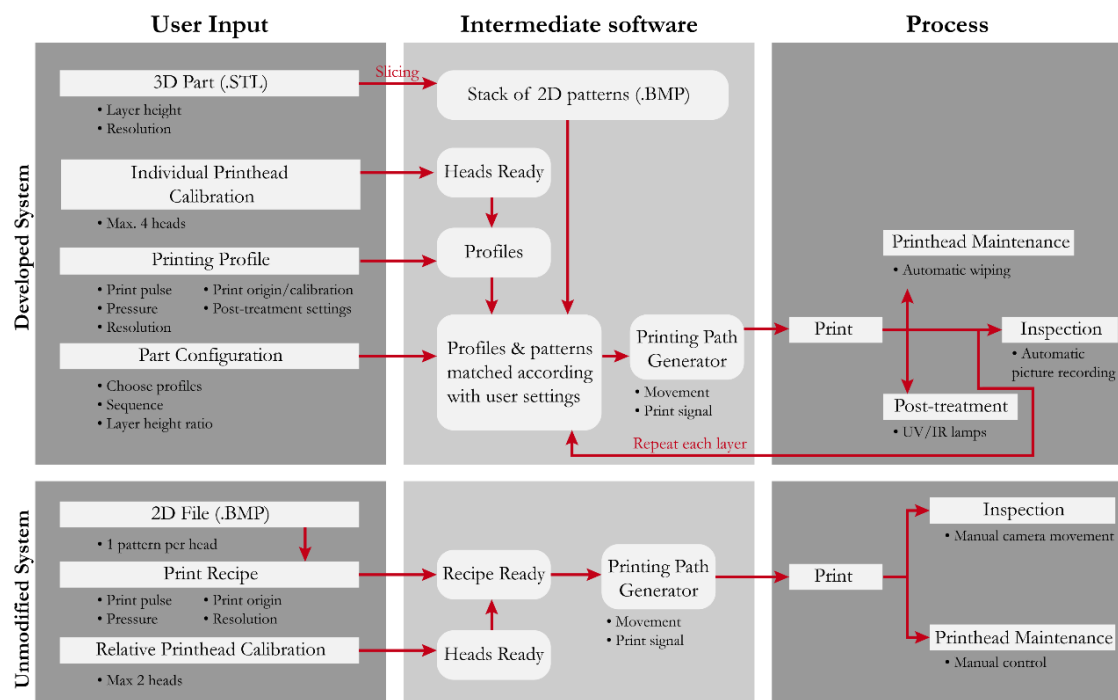 User Input
Intermediate software
Process
Developed System
3D Part (.STL)
• Layer height
• Resolution
Slicing
Stack of 2D patterns (.BMP)
Individual Printhead
Calibration
• Max. 4 heads
Heads Ready
Printing Profile
• Print pulse
• Pressure
• Resolution
• Print origin/calibration
• Post-treatment settings
Profiles
Part Configuration
• Choose profiles
• Sequence
• Layer height ratio
Profiles & patterns
matched according
with user settings
Printing Path
Generator
• Movement
• Print signal
Print
Printhead Maintenance
• Automatic wiping
Inspection
• Automatic
picture recording
Post-treatment
• UV/IR lamps
Repeat each layer
Unmodified System
2D File (.BMP)
• 1 pattern per head
Print Recipe
• Print pulse
• Pressure
• Print origin
• Resolution
Relative Printhead Calibration
• Max 2 heads
Recipe Ready
Heads Ready
Printing Path
Generator
• Movement
• Print signal
Print
Inspection
• Manual camera movement
Printhead Maintenance
• Manual control